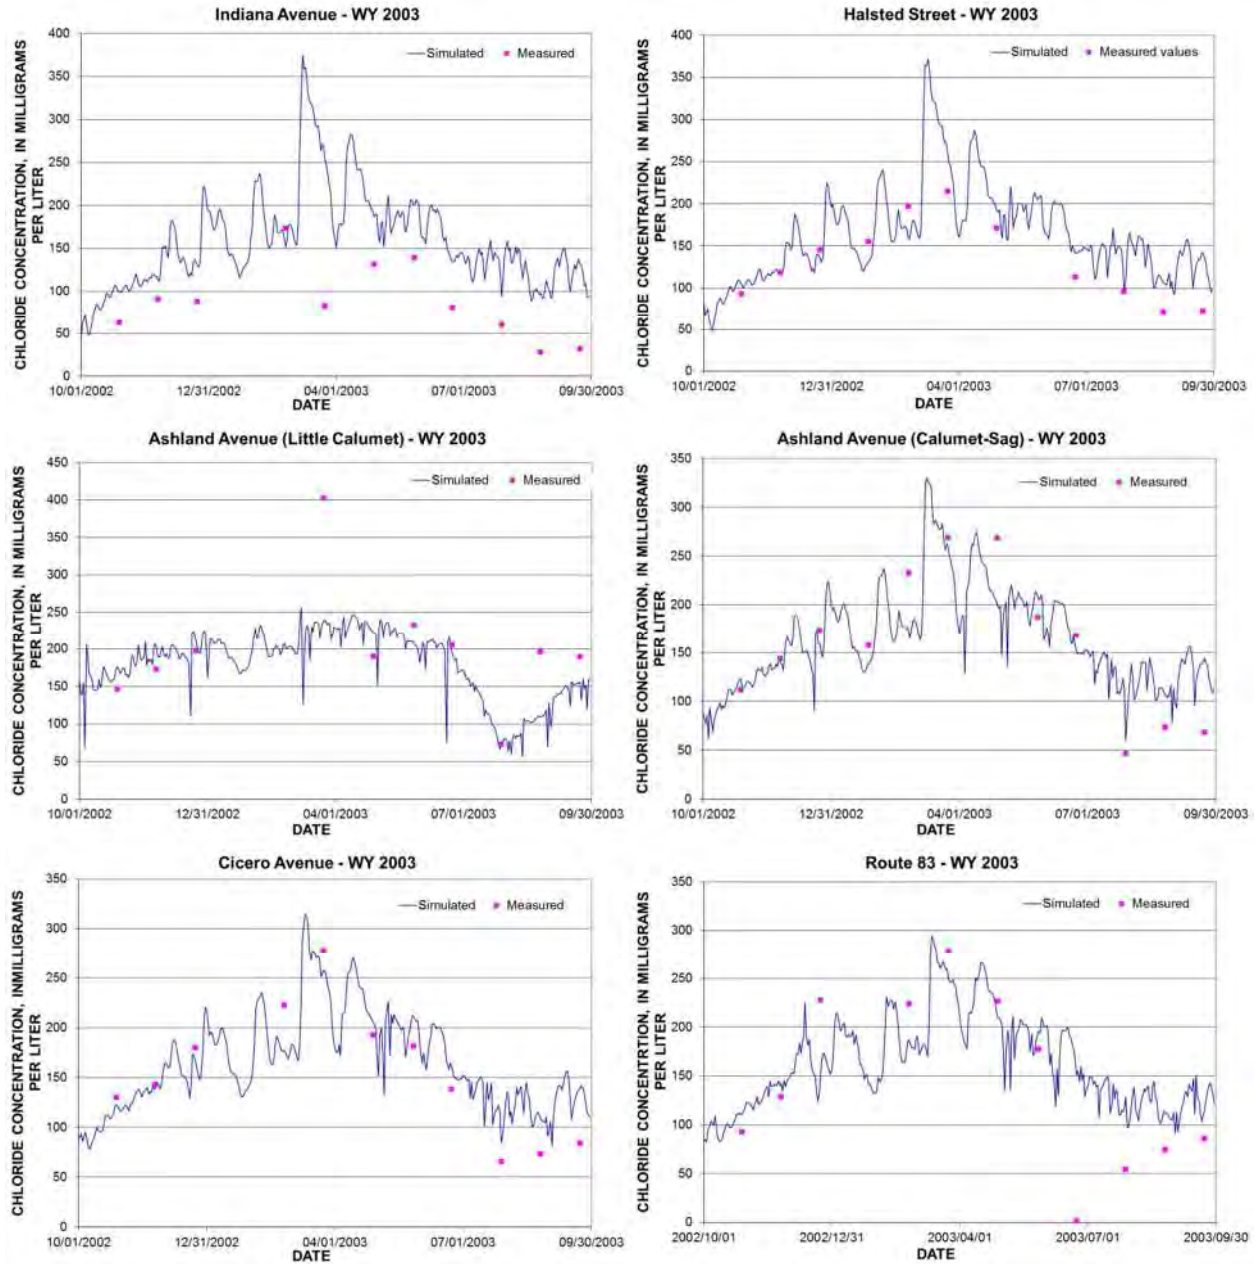 Indiana Avenue - WY 2003
CHLORIDE CONCENTRATION, IN MILLIGRAMS
PER LITER
400
350
300
250
200
150
100
50
0
Simulated Measured
10/01/2002 12/31/2002 04/01/2003 07/01/2003 09/30/2003
DATE
Halsted Street - WY 2003
CHLORIDE CONCENTRATION, IN MILLIGRAMS
PER LITER
400
350
300
250
200
150
100
50
0
Simulated Measured values
10/01/2002 12/31/2002 04/01/2003 07/01/2003 09/30/2003
DATE
Ashland Avenue (Little Calumet) - WY 2003
CHLORIDE CONCENTRATION, IN MILLIGRAMS
PER LITER
450
400
350
300
250
200
150
100
50
0
Simulated Measured
10/01/2002 12/31/2002 04/01/2003 07/01/2003 09/30/2003
DATE
Ashland Avenue (Calumet-Sag) - WY 2003
CHLORIDE CONCENTRATION, IN MILLIGRAMS
PER LITER
350
300
250
200
150
100
50
0
Simulated Measured
10/01/2002 12/31/2002 04/01/2003 07/01/2003 09/30/2003
DATE
Cicero Avenue - WY 2003
CHLORIDE CONCENTRATION, INMILLIGRAMS
PER LITER
350
300
250
200
150
100
50
0
Simulated Measured
10/01/2002 12/31/2002 04/01/2003 07/01/2003 09/30/2003
DATE
Route 83 - WY 2003
CHLORIDE CONCENTRTION, IN MILLIGRAMS
PER LITER
350
300
250
200
150
100
50
0
Simulated Measured
2002/10/01 2002/12/31 2003/04/01 2003/07/01 2003/09/30
DATE